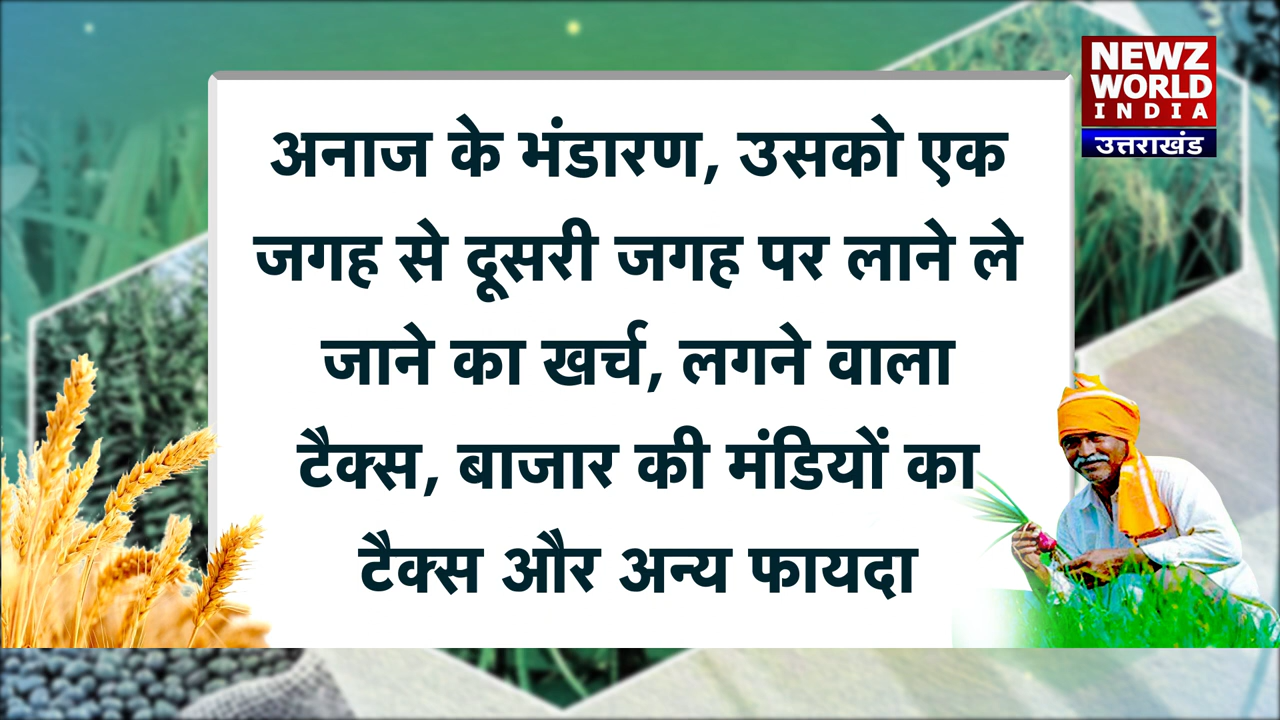 NEWZ
WORLD
INDIA
उत्तराखंड
अनाज के भंडारण, उसको एक
जगह से दूसरी जगह पर लाने ले
जाने का खर्च, लगने वाला
टैक्स, बाजार की मंडियों का
टैक्स और अन्य फायदा